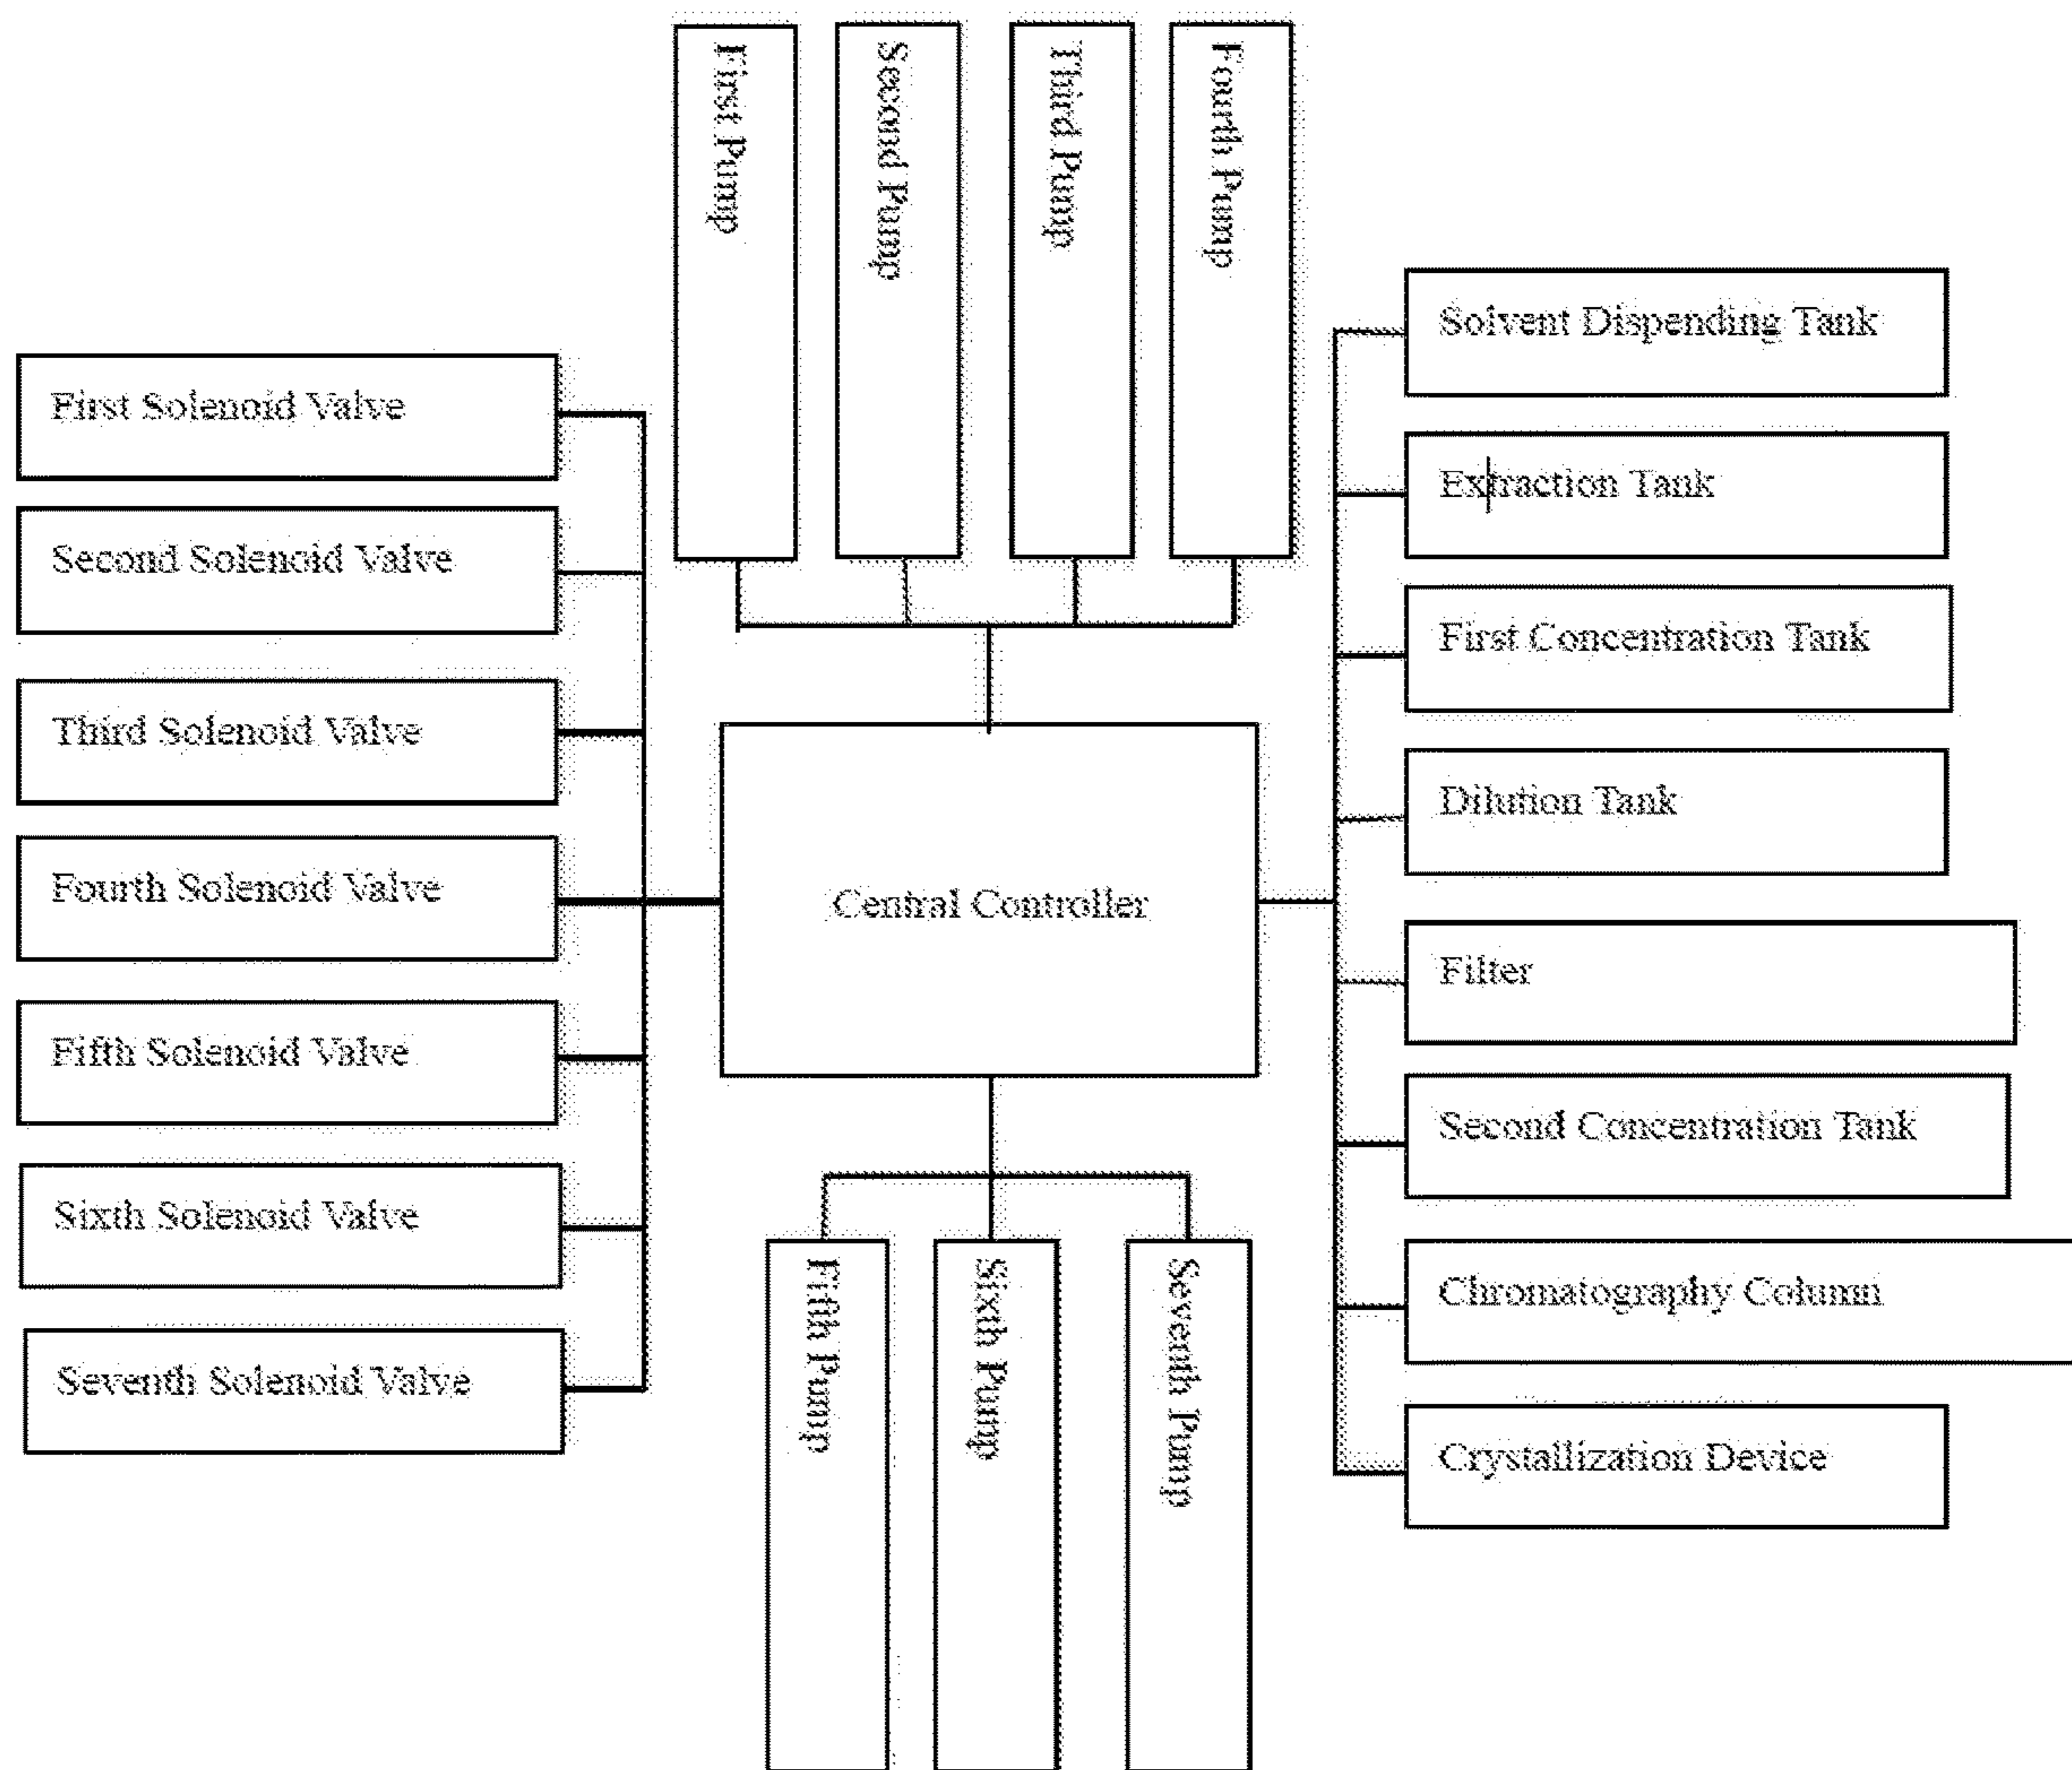 First Pump
Second Pump
Third Pump
Fourth Pump
First Solenoid Valve
Second Solenoid Valve
Third Solenoid Valve
Fourth Solenoid Valve
Fifth Solenoid Valve
Sixth Solenoid Valve
Seventh Solenoid Valve
Central Controller
Solvent Dispending Tank
Extraction Tank
First Concentration Tank
Dilution Tank
Filter
Second Concentration Tank
Chromatography Column
Crystallization Device
Fifth Pump
Sixth Pump
Seventh Pump